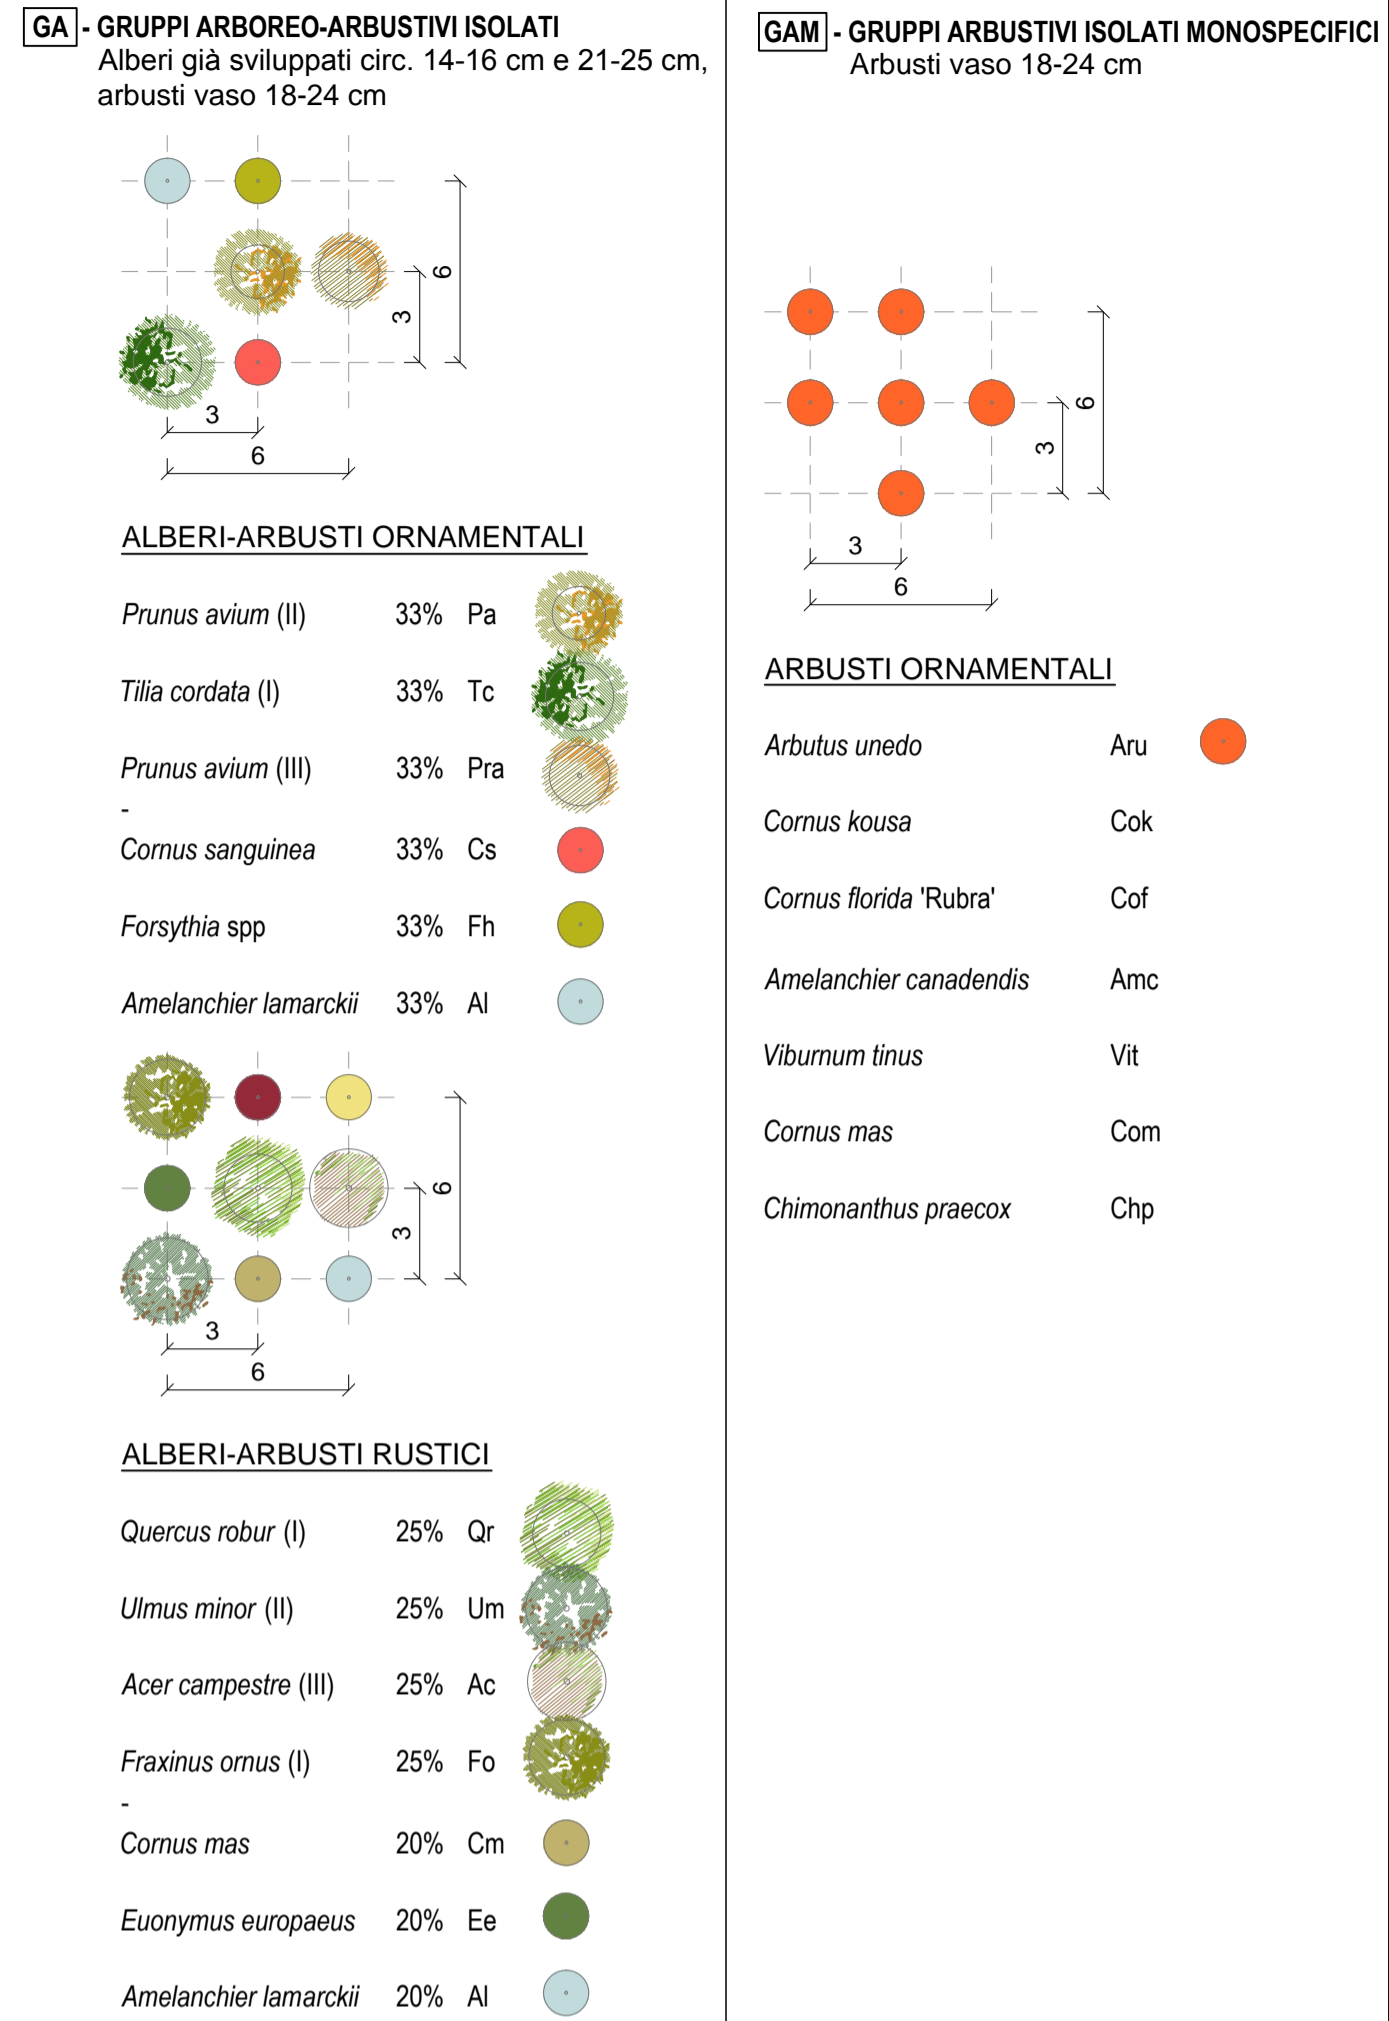 GA - GRUPPI ARBOREO-ARBUSTIVI ISOLATI
Alberi già sviluppati circ. 14-16 cm e 21-25 cm,
arbusti vaso 18-24 cm
6
3
3
6
ALBERI-ARBUSTI ORNAMENTALI
Prunus avium (II) 33% Pa
Tilia cordata (I) 33% Tc
Prunus avium (III) 33% Pra
-
Cornus sanguinea 33% Cs
Forsythia spp 33% Fh
Amelanchier lamarckii 33% Al
6
3
3
6
ALBERI-ARBUSTI RUSTICI
Quercus robur (I) 25% Qr
Ulmus minor (II) 25% Um
Acer campestre (III) 25% Ac
Fraxinus ornus (I) 25% Fo
-
Cornus mas 20% Cm
Euonymus europaeus 20% Ee
Amelanchier lamarckii 20% Al
GAM - GRUPPI ARBUSTIVI ISOLATI MONOSPECIFICI
Arbusti vaso 18-24 cm
6
3
3
6
ARBUSTI ORNAMENTALI
Arbutus unedo Aru
Cornus kousa Cok
Cornus florida 'Rubra' Cof
Amelanchier canadendis Amc
Viburnum tinus Vit
Cornus mas Com
Chimonanthus praecox Chp